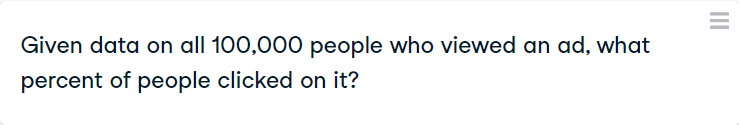 Given data on all 100,000 people who viewed an ad, what
percent of people clicked on it?